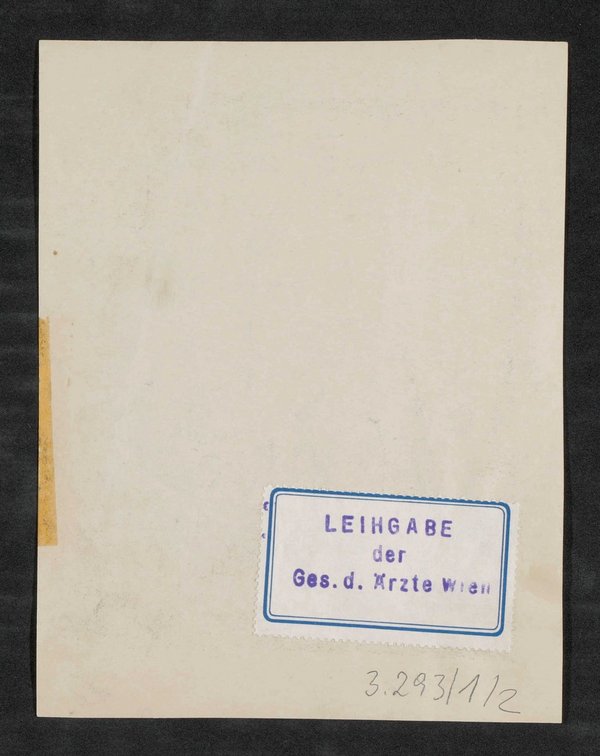 LEIHGABE
der
Ges. d. Ärzte Wien
3.293/1/2